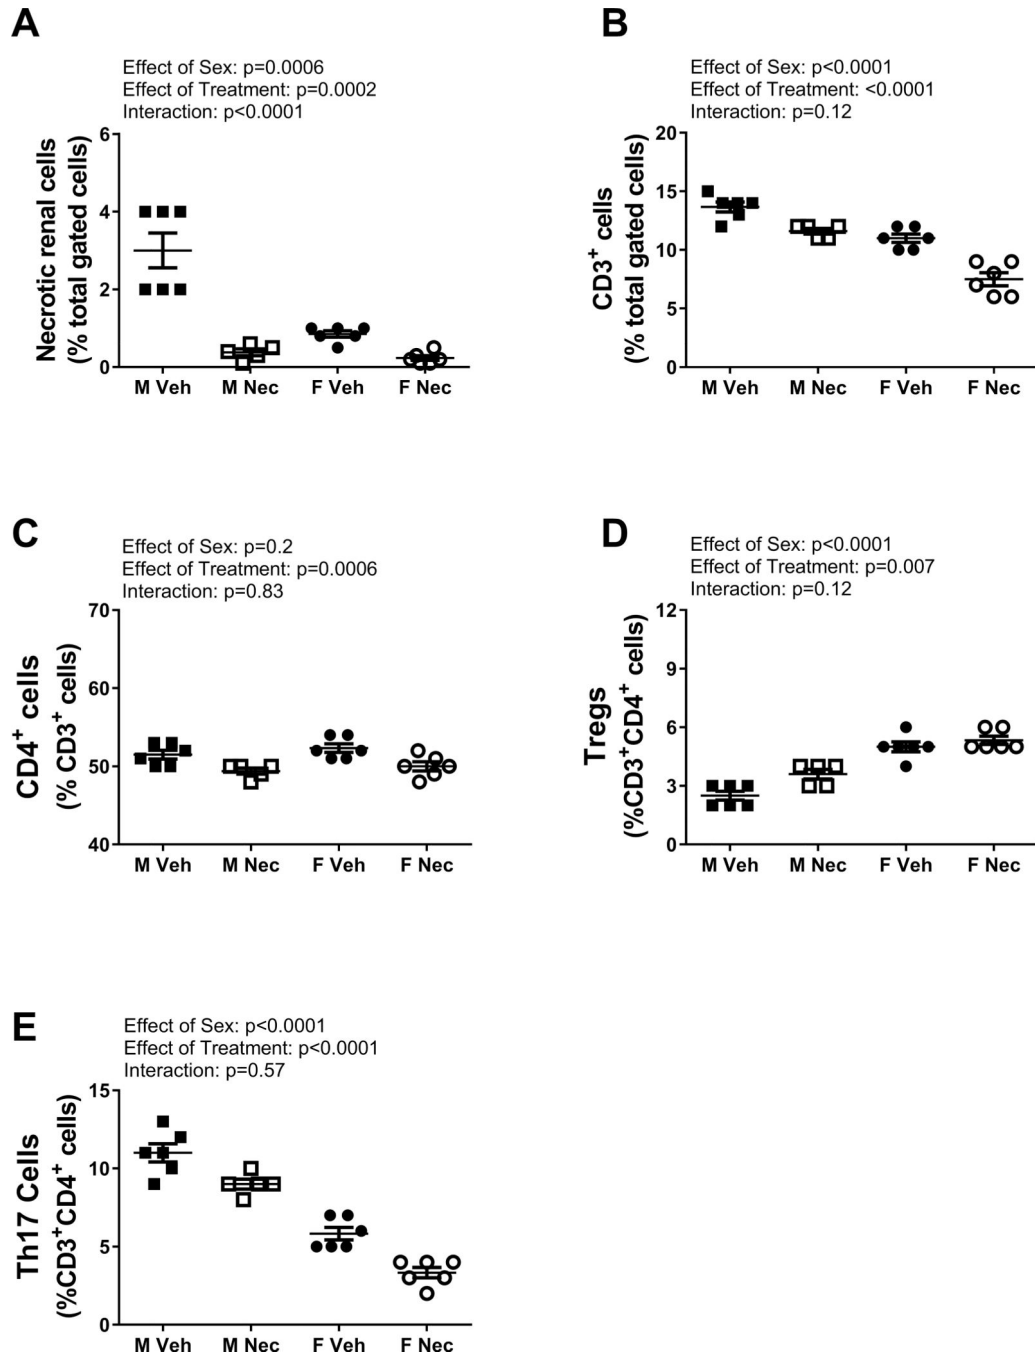 A
Effect of Sex: p=0.0006
Effect of Treatment: p=0.0002
Interaction: p<0.0001
Necrotic renal cells
(% total gated cells)
6
4
2
0
M Veh M Nec F Veh F Nec
B
Effect of Sex: p<0.0001
Effect of Treatment: <0.0001
Interaction: p=0.12
CD3⁺ cells
(% total gated cells)
20
15
10
5
0
M Veh M Nec F Veh F Nec
C
Effect of Sex: p=0.2
Effect of Treatment: p=0.0006
Interaction: p=0.83
CD4⁺ cells
(% CD3⁺ cells)
70
60
50
40
M Veh M Nec F Veh F Nec
D
Effect of Sex: p<0.0001
Effect of Treatment: p=0.007
Interaction: p=0.12
Tregs
(%CD3⁺CD4⁺ cells)
12
9
6
3
0
M Veh M Nec F Veh F Nec
E
Effect of Sex: p<0.0001
Effect of Treatment: p<0.0001
Interaction: p=0.57
Th17 Cells
(%CD3⁺CD4⁺ cells)
15
10
5
0
M Veh M Nec F Veh F Nec